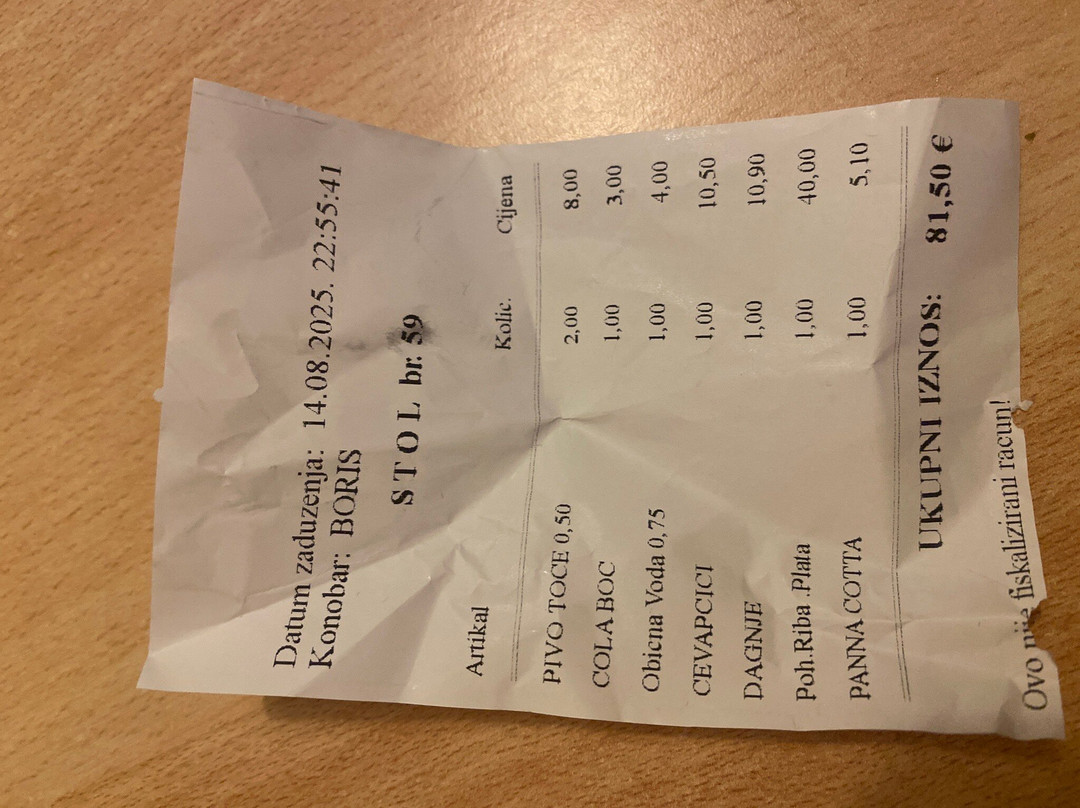 Datum zaduzenja: 14.08.2025. 22:55:41
Konobar: BORIS
S T O L br. 59
Artikal Kolic. Cijena
PIVO TOCE 0,50 2,00 8,00
COLA BOC 1,00 3,00
Obicna Voda 0,75 1,00 4,00
CEVAPCICI 1,00 10,50
DAGNJE 1,00 10,90
Poh.Riba .Plata 1,00 40,00
PANNA COTTA 1,00 5,10
UKUPNI IZNOS: 81,50 €
Ovo nije fiskalizirani racun!